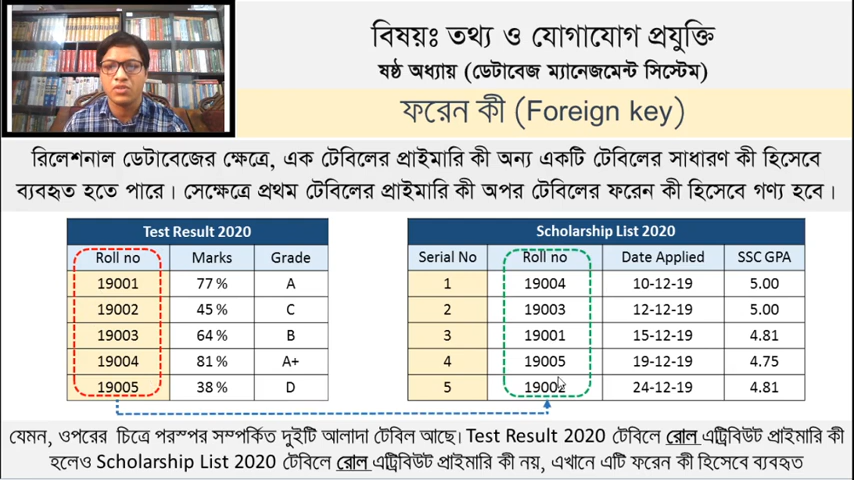 বিষয়ঃ তথ্য ও যোগাযোগ প্রযুক্তি
ষষ্ঠ অধ্যায় (ডেটাবেজ ম্যানেজমেন্ট সিস্টেম)
ফরেন কী (Foreign key)
রিলেশনাল ডেটাবেজের ক্ষেত্রে, এক টেবিলের প্রাইমারি কী অন্য একটি টেবিলের সাধারণ কী হিসেবে
ব্যবহৃত হতে পারে। সেক্ষেত্রে প্রথম টেবিলের প্রাইমারি কী অপর টেবিলের ফরেন কী হিসেবে গণ্য হবে।
Test Result 2020
Roll no Marks Grade
19001 77 % A
19002 45 % C
19003 64 % B
19004 81 % A+
19005 38 % D
Scholarship List 2020
Serial No Roll no Date Applied SSC GPA
1 19004 10-12-19 5.00
2 19003 12-12-19 5.00
3 19001 15-12-19 4.81
4 19005 19-12-19 4.75
5 19002 24-12-19 4.81
যেমন, ওপরের চিত্রে পরস্পর সম্পর্কিত দুইটি আলাদা টেবিল আছে। Test Result 2020 টেবিলে রোল এট্রিবিউট প্রাইমারি কী
হলেও Scholarship List 2020 টেবিলে রোল এট্রিবিউট প্রাইমারি কী নয়, এখানে এটি ফরেন কী হিসেবে ব্যবহৃত